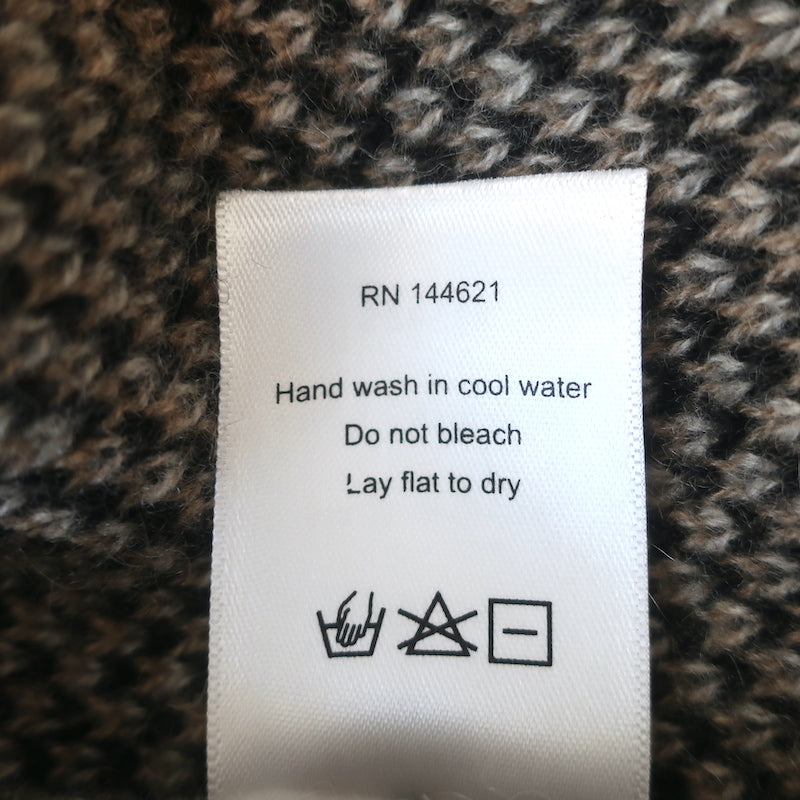 RN 144621
Hand wash in cool water
Do not bleach
Lay flat to dry